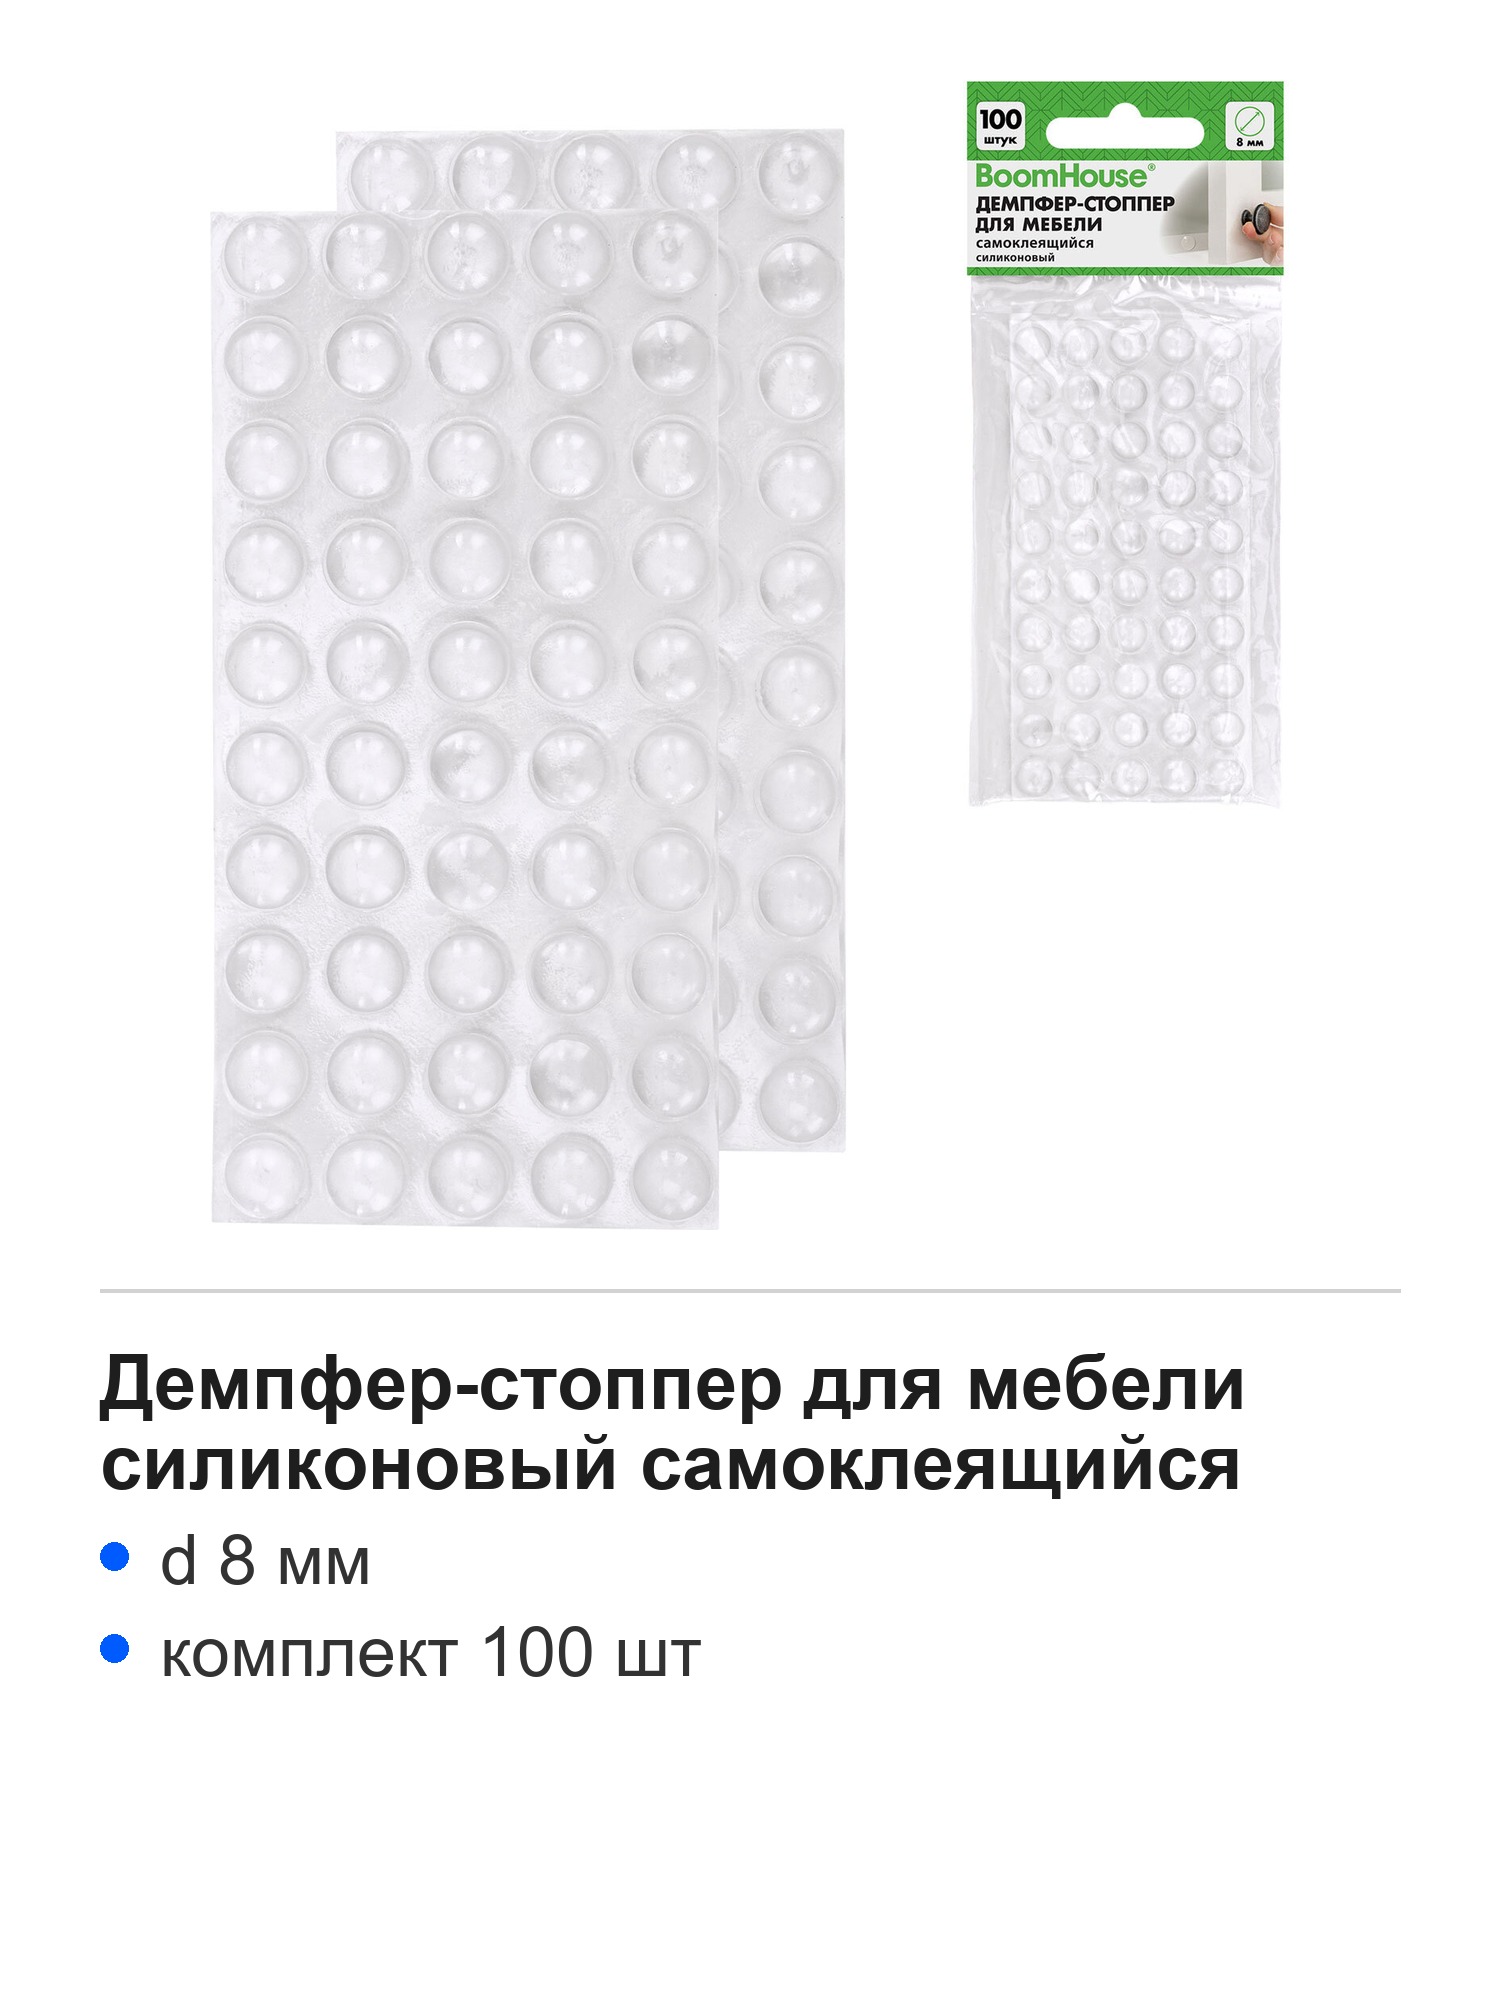 100
штук
8 мм
BoomHouse®
ДЕМПФЕР-СТОППЕР
ДЛЯ МЕБЕЛИ
самоклеящийся
силиконовый
Демпфер-стоппер для мебели
силиконовый самоклеящийся
d 8 мм
комплект 100 шт